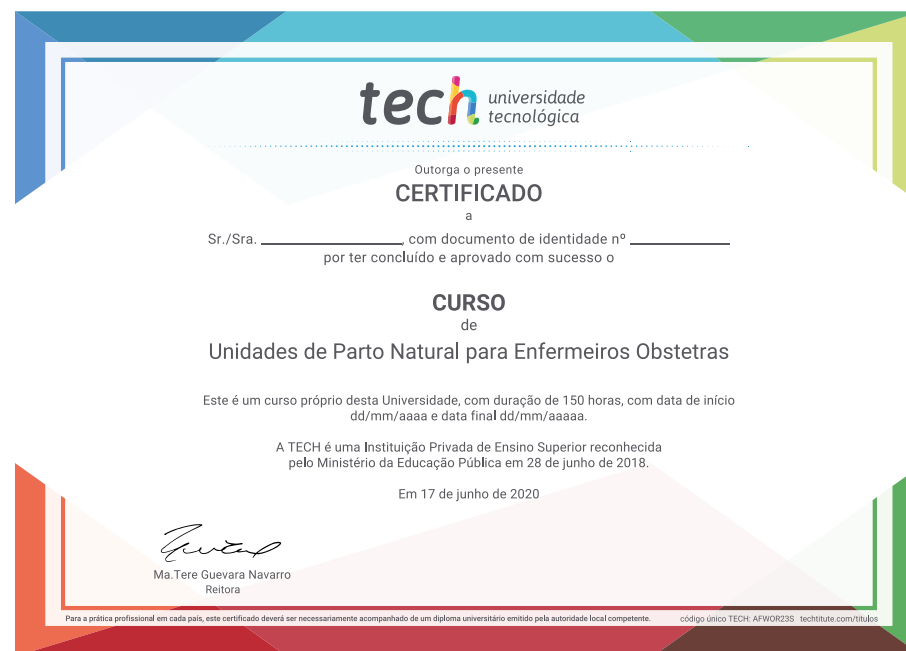 tech universidade
tecnológica
Outorga o presente
CERTIFICADO
a
Sr./Sra. ______________, com documento de identidade nº __________
por ter concluído e aprovado com sucesso o
CURSO
de
Unidades de Parto Natural para Enfermeiros Obstetras
Este é um curso próprio desta Universidade, com duração de 150 horas, com data de início
dd/mm/aaaa e data final dd/mm/aaaaa.
A TECH é uma Instituição Privada de Ensino Superior reconhecida
pelo Ministério da Educação Pública em 28 de junho de 2018.
Em 17 de junho de 2020
Ma.Tere Guevara Navarro
Reitora
Para a prática profissional em cada país, este certificado deverá ser necessariamente acompanhado de um diploma universitário emitido pela autoridade local competente. código único TECH: AFWOR23S techtitute.com/titulos